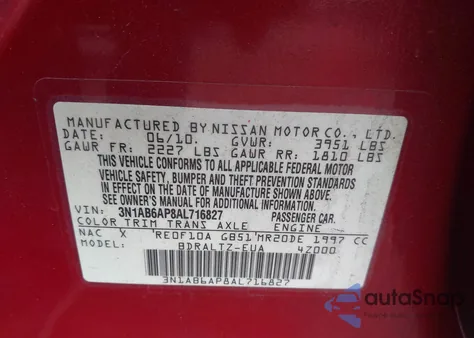 MANUFACTURED BY NISSAN MOTOR CO., LTD.
DATE: 06/10. GVWR: 3951 LBS
GAWR FR: 2227 LBS GAWR RR: 1810 LBS
THIS VEHICLE CONFORMS TO ALL APPLICABLE FEDERAL MOTOR
VEHICLE SAFETY, BUMPER AND THEFT PREVENTION STANDARDS
IN EFFECT ON THE DATE OF MANUFACTURE SHOWN ABOVE.
SEE OWNER'S MANUAL FOR ADDITIONAL INFORMATION
VIN: 3N1AB6AP8AL716827 PASSENGER CAR
COLOR TRIM TRANS AXLE ENGINE
NAC X RE0F10A GB51 MR20DE 1997 CC
MODEL: BDRALTZ-EUA 4Z000
3N1AB6AP8AL716827
autoSnap